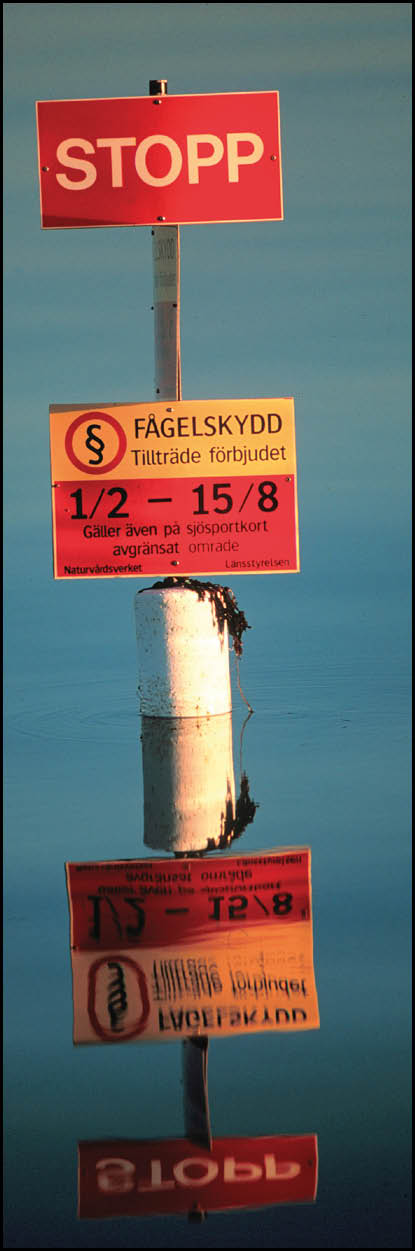 STOPP
§ FÅGELSKYDD
Tillträde förbjudet
1/2 – 15/8
Gäller även på sjösportkort
avgränsat område
Naturvårdsverket Länsstyrelsen